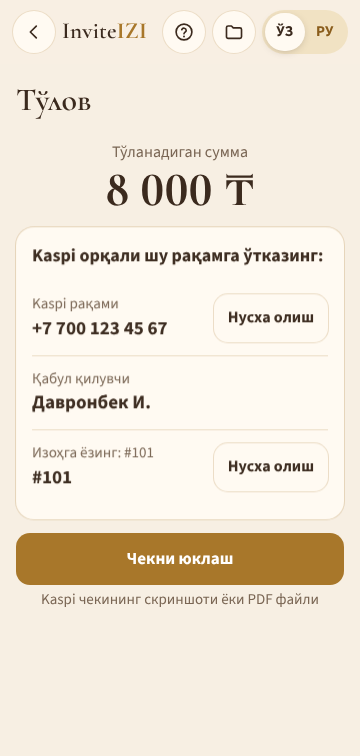 InviteIZI
ЎЗ
РУ
Тўлов
Тўланадиган сумма
8 000 ₸
Kaspi орқали шу рақамга ўтказинг:
Kaspi рақами
+7 700 123 45 67
Нусха олиш
Қабул қилувчи
Давронбек И.
Изоҳга ёзинг: #101
#101
Нусха олиш
Чекни юклаш
Kaspi чекининг скриншоти ёки PDF файли